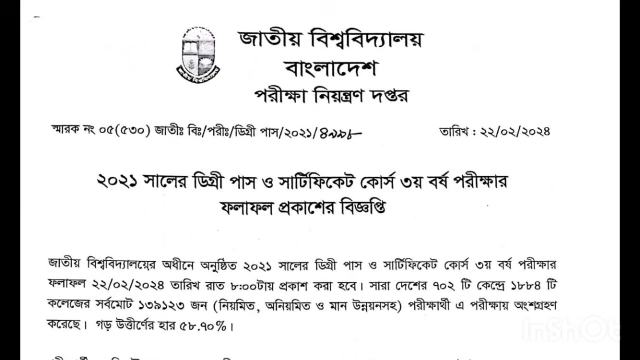 জাতীয় বিশ্ববিদ্যালয়
বাংলাদেশ
পরীক্ষা নিয়ন্ত্রণ দপ্তর
স্মারক নং ০৫(৫৩০) জাতীঃ বিঃ/পরীঃ/ডিগ্রী পাস/২০২১/ তারিখ : ২২/০২/২০২৪
২০২১ সালের ডিগ্রী পাস ও সার্টিফিকেট কোর্স ৩য় বর্ষ পরীক্ষার
ফলাফল প্রকাশের বিজ্ঞপ্তি
জাতীয় বিশ্ববিদ্যালয়ের অধীনে অনুষ্ঠিত ২০২১ সালের ডিগ্রী পাস ও সার্টিফিকেট কোর্স ৩য় বর্ষ পরীক্ষার
ফলাফল ২২/০২/২০২৪ তারিখ রাত ৮:০০টায় প্রকাশ করা হবে। সারা দেশের ৭০২ টি কেন্দ্রে ১৮৮৪ টি
কলেজের সর্বমোট ১৩৯১২৩ জন (নিয়মিত, অনিয়মিত ও মান উন্নয়নসহ) পরীক্ষার্থী এ পরীক্ষায় অংশগ্রহণ
করেছে। গড় উত্তীর্ণের হার ৫৮.৭০%।
InShOt